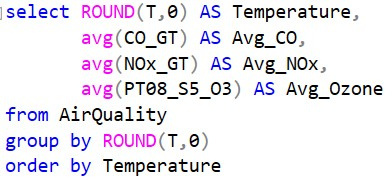 select ROUND(T,0) AS Temperature,
avg(CO_GT) AS Avg_CO,
avg(NOx_GT) AS Avg_NOx,
avg(PT08_S5_O3) AS Avg_Ozone
from AirQuality
group by ROUND(T,0)
order by Temperature